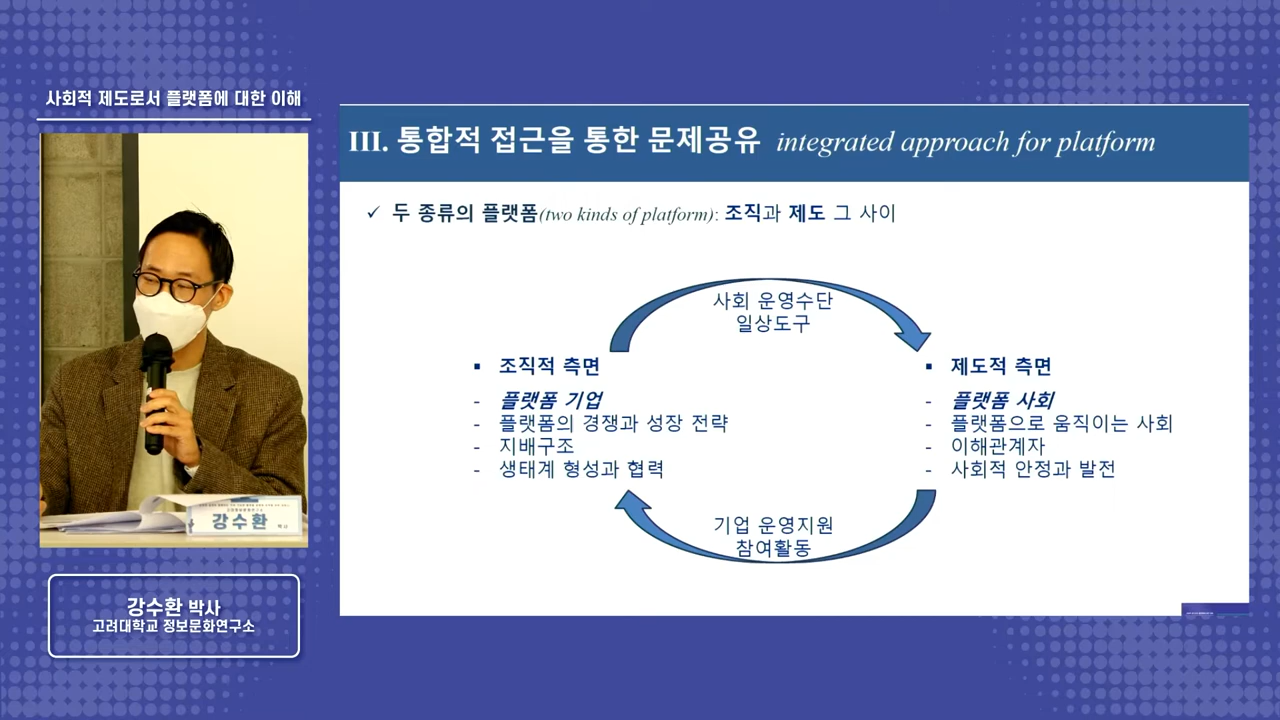 사회적 제도로서 플랫폼에 대한 이해
강수환
강수환 박사
고려대학교 정보문화연구소
III. 통합적 접근을 통한 문제공유 integrated approach for platform
✓ 두 종류의 플랫폼(two kinds of platform): 조직과 제도 그 사이
사회 운영수단
일상도구
▪ 조직적 측면
- 플랫폼 기업
- 플랫폼의 경쟁과 성장 전략
- 지배구조
- 생태계 형성과 협력
▪ 제도적 측면
- 플랫폼 사회
- 플랫폼으로 움직이는 사회
- 이해관계자
- 사회적 안정과 발전
기업 운영지원
참여활동